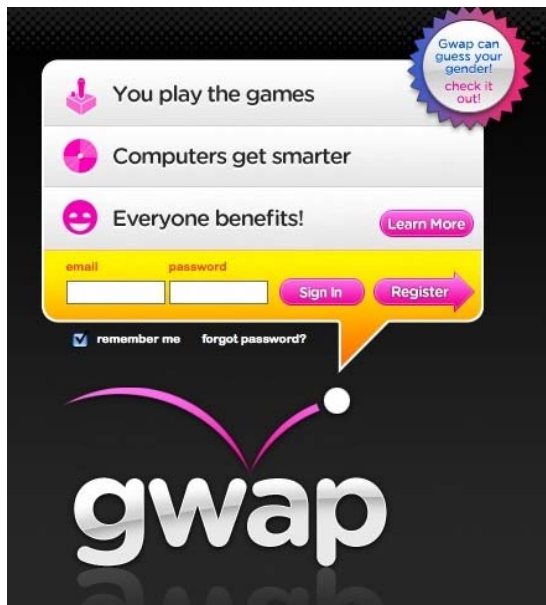 Gwap can
guess your
gender!
check it
out!
You play the games
Computers get smarter
Everyone benefits!
Learn More
email
password
Sign In
Register
remember me
forgot password?
gwap